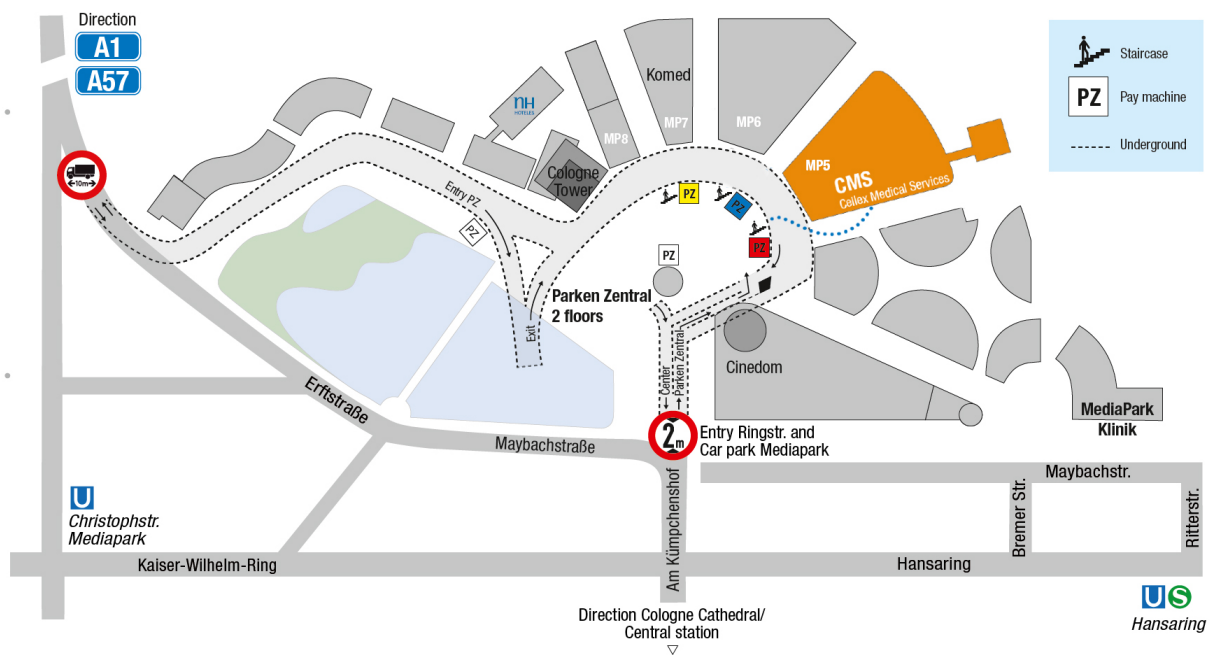 Direction
A1
A57
10m
nH
HOTELES
Komed
MP8
MP7
MP6
MP5
CMS
Cellex Medical Services
Staircase
PZ
Pay machine
Underground
Cologne
Tower
Entry PZ
PZ
PZ
PZ
PZ
PZ
Parken Zentral
2 floors
Exit
Center
Parken Zentral
Cinedom
MediaPark
Klinik
Erftstraße
Maybachstraße
2m
Entry Ringstr. and
Car park Mediapark
Maybachstr.
Bremer Str.
Ritterstr.
Am Kümpchenshof
U
Christophstr.
Mediapark
Kaiser-Wilhelm-Ring
Hansaring
Direction Cologne Cathedral/
Central station
U S
Hansaring